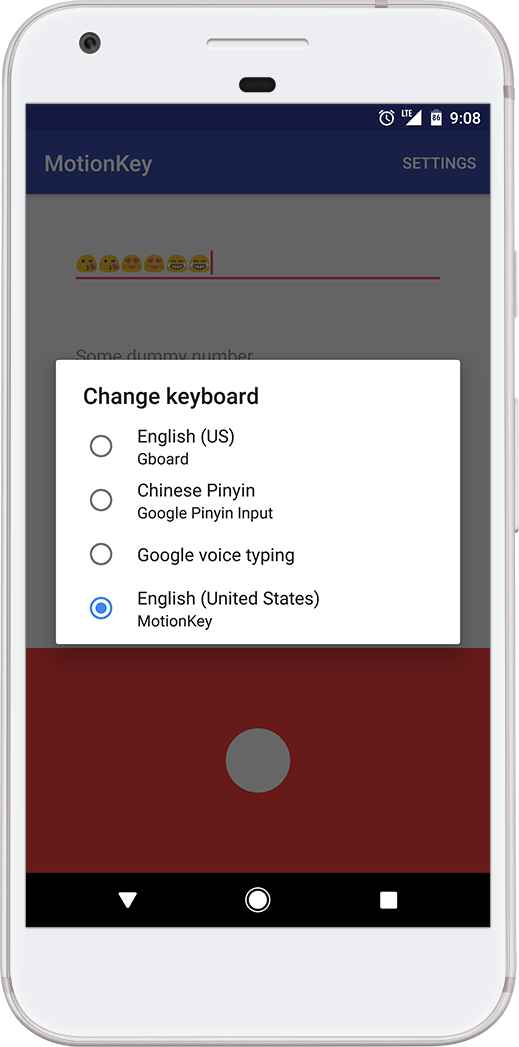 LTE 86 9:08
MotionKey SETTINGS
😘😘😍😍😂😂
Some dummy number
Change keyboard
English (US)
Gboard
Chinese Pinyin
Google Pinyin Input
Google voice typing
English (United States)
MotionKey